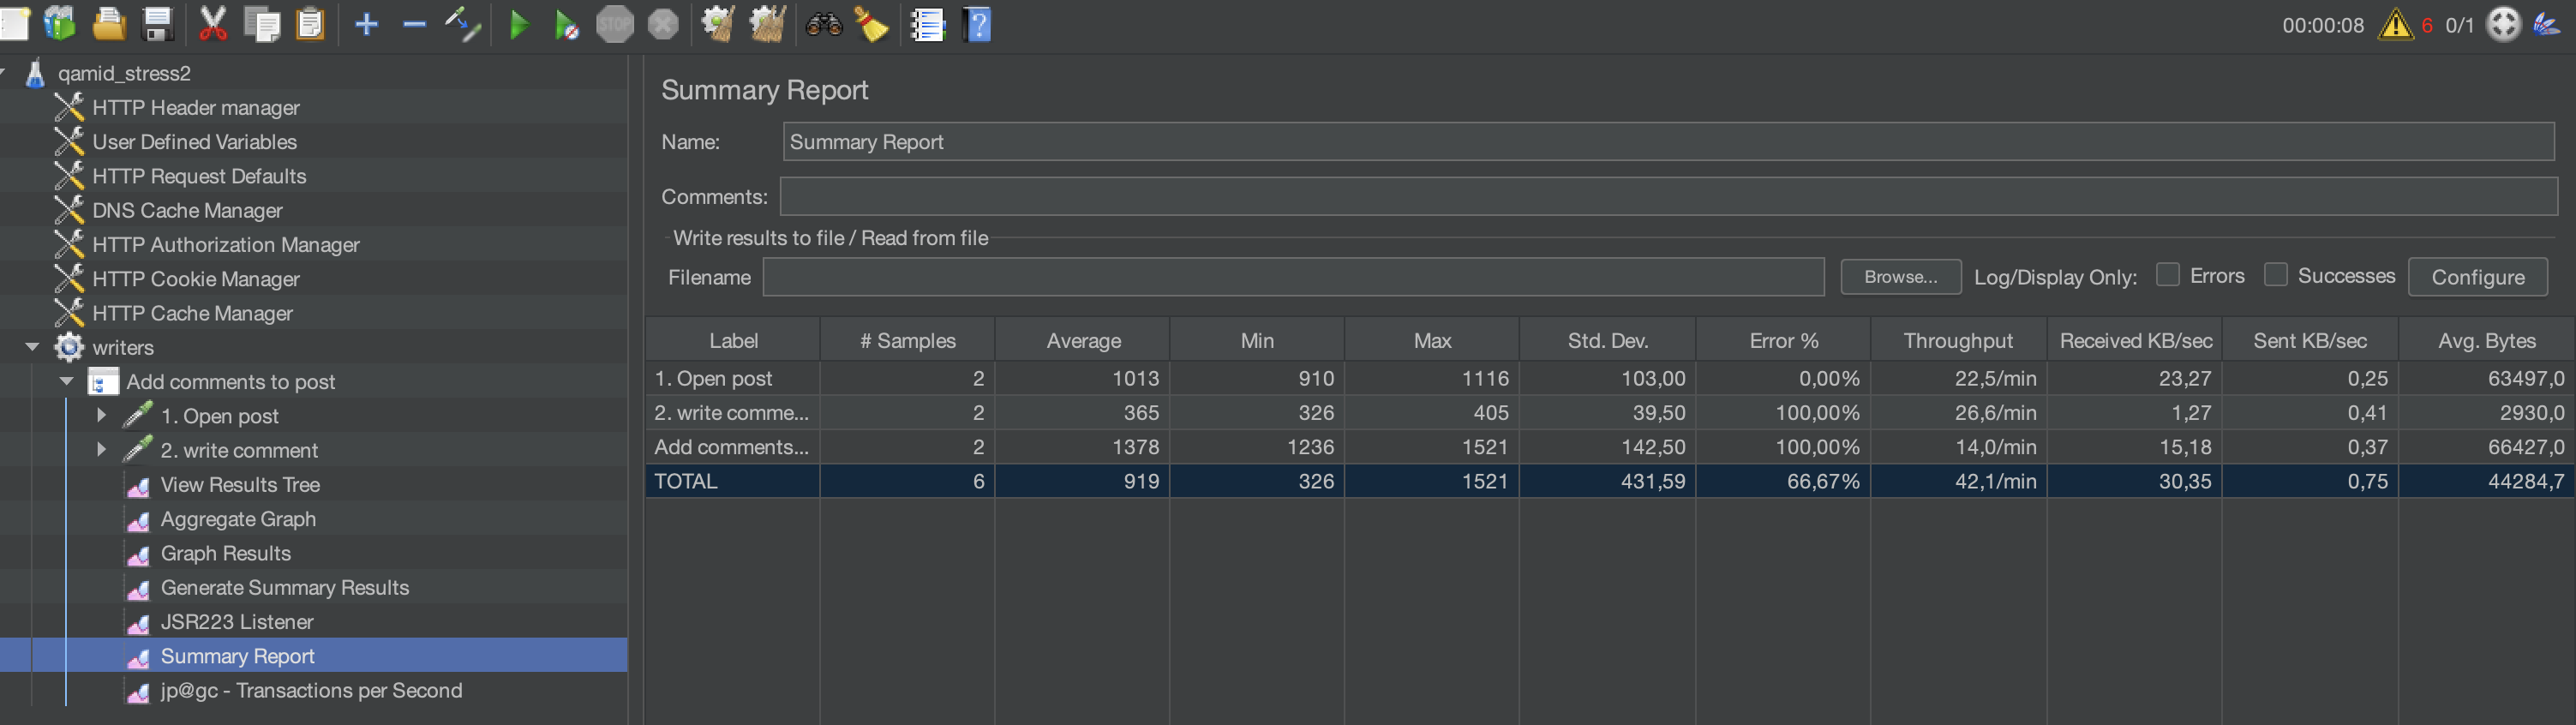 STOP
?
00:00:08 6 0/1
qamid_stress2
HTTP Header manager
User Defined Variables
HTTP Request Defaults
DNS Cache Manager
HTTP Authorization Manager
HTTP Cookie Manager
HTTP Cache Manager
writers
Add comments to post
1. Open post
2. write comment
View Results Tree
Aggregate Graph
Graph Results
Generate Summary Results
JSR223 Listener
Summary Report
jp@gc - Transactions per Second
Summary Report
Name: Summary Report
Comments:
Write results to file / Read from file
Filename Browse... Log/Display Only: Errors Successes Configure
Label # Samples Average Min Max Std. Dev. Error % Throughput Received KB/sec Sent KB/sec Avg. Bytes
1. Open post 2 1013 910 1116 103,00 0,00% 22,5/min 23,27 0,25 63497,0
2. write comme... 2 365 326 405 39,50 100,00% 26,6/min 1,27 0,41 2930,0
Add comments... 2 1378 1236 1521 142,50 100,00% 14,0/min 15,18 0,37 66427,0
TOTAL 6 919 326 1521 431,59 66,67% 42,1/min 30,35 0,75 44284,7